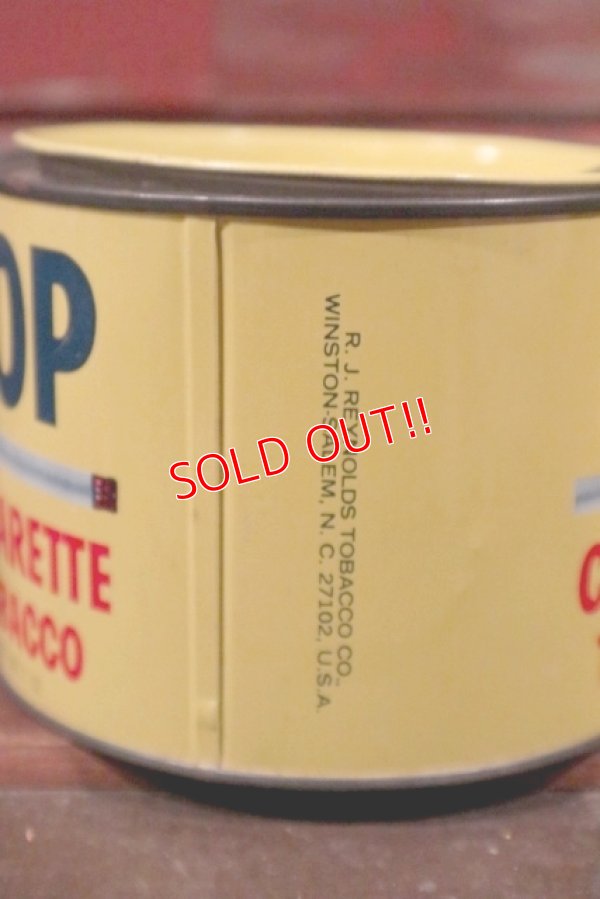 OP
ARETTE
ACCO
R. J. REYNOLDS TOBACCO CO.
WINSTON-SALEM, N. C. 27102, U.S.A.
SOLD OUT!!